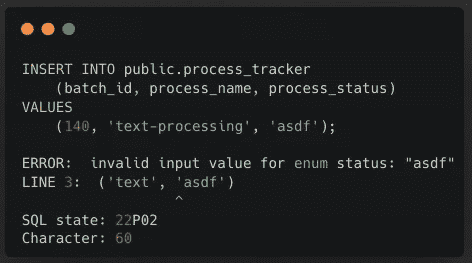 INSERT INTO public.process_tracker
(batch_id, process_name, process_status)
VALUES
(140, 'text-processing', 'asdf');
ERROR:  invalid input value for enum status: "asdf"
LINE 3:  ('text', 'asdf')
^
SQL state: 22P02
Character: 60